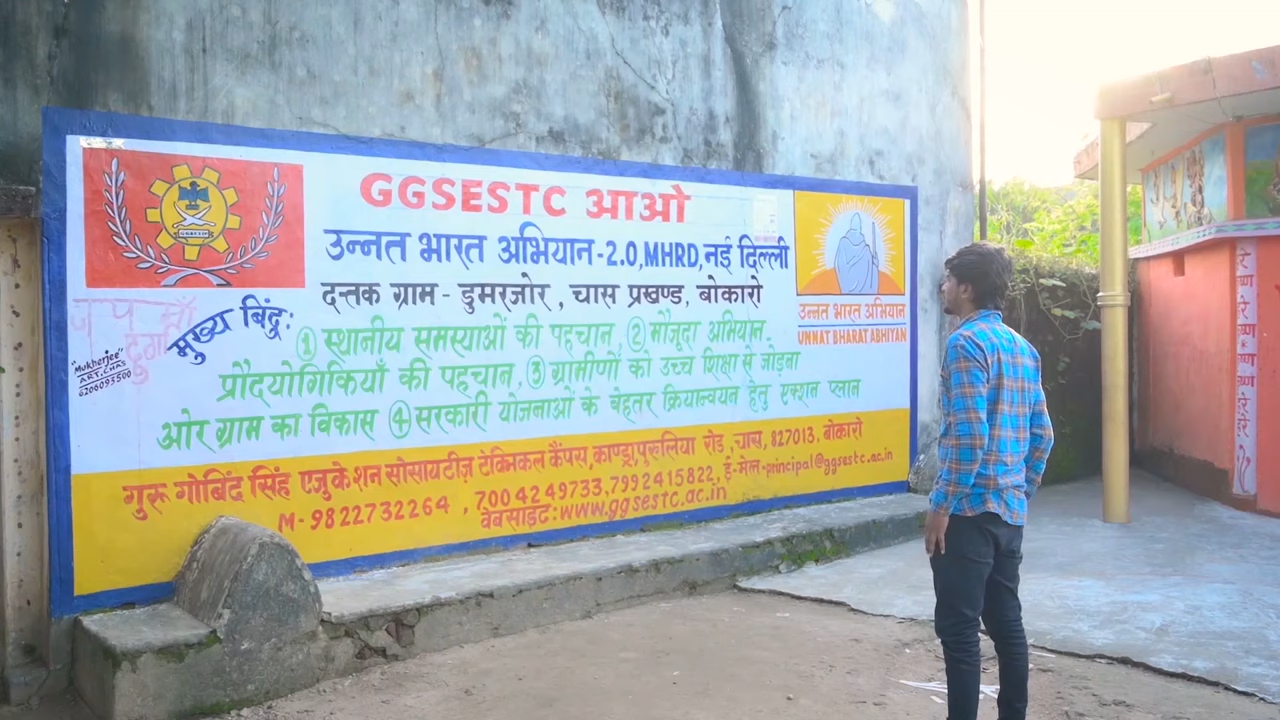 GGSESTC आओ
उन्नत भारत अभियान-2.0, MHRD, नई दिल्ली
दत्तक ग्राम - डुमरजोर, चास प्रखण्ड, बोकारो
मुख्य बिंदु:
① स्थानीय समस्याओं की पहचान, ② मौजूदा अभियान-
प्रौदयोगिकियाँ की पहचान, ③ ग्रामीणों को उच्च शिक्षा से जोड़ना
ओर ग्राम का विकास ④ सरकारी योजनाओं के बेहतर क्रियान्वयन हेतु एक्शन प्लान
गुरू गोबिंद सिंह एजुकेशन सोसायटीज़ टेक्निकल कैंपस, काण्ड्रा, पुरूलिया रोड, चास, 827013, बोकारो
M-9822732264, 7004249733, 7992415822, ई-मेल-principal@ggsestc.ac.in
वेबसाइट: www.ggsestc.ac.in
उन्नत भारत अभियान
UNNAT BHARAT ABHIYAN
"Mukherjee"
ART, CHAS
6206095500